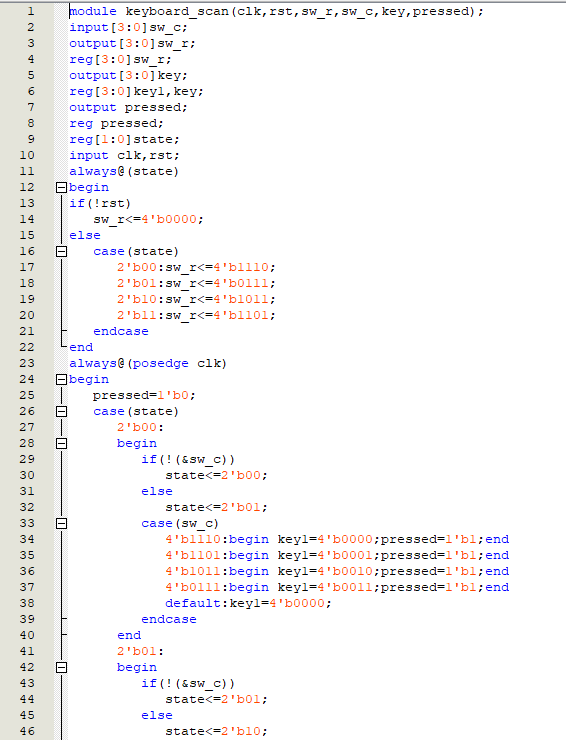 1 module keyboard_scan(clk,rst,sw_r,sw_c,key,pressed);
2 input[3:0]sw_c;
3 output[3:0]sw_r;
4 reg[3:0]sw_r;
5 output[3:0]key;
6 reg[3:0]key1,key;
7 output pressed;
8 reg pressed;
9 reg[1:0]state;
10 input clk,rst;
11 always@(state)
12 begin
13 if(!rst)
14 sw_r<=4'b0000;
15 else
16 case(state)
17 2'b00:sw_r<=4'b1110;
18 2'b01:sw_r<=4'b0111;
19 2'b10:sw_r<=4'b1011;
20 2'b11:sw_r<=4'b1101;
21 endcase
22 end
23 always@(posedge clk)
24 begin
25 pressed=1'b0;
26 case(state)
27 2'b00:
28 begin
29 if(!(&sw_c))
30 state<=2'b00;
31 else
32 state<=2'b01;
33 case(sw_c)
34 4'b1110:begin key1=4'b0000;pressed=1'b1;end
35 4'b1101:begin key1=4'b0001;pressed=1'b1;end
36 4'b1011:begin key1=4'b0010;pressed=1'b1;end
37 4'b0111:begin key1=4'b0011;pressed=1'b1;end
38 default:key1=4'b0000;
39 endcase
40 end
41 2'b01:
42 begin
43 if(!(&sw_c))
44 state<=2'b01;
45 else
46 state<=2'b10;